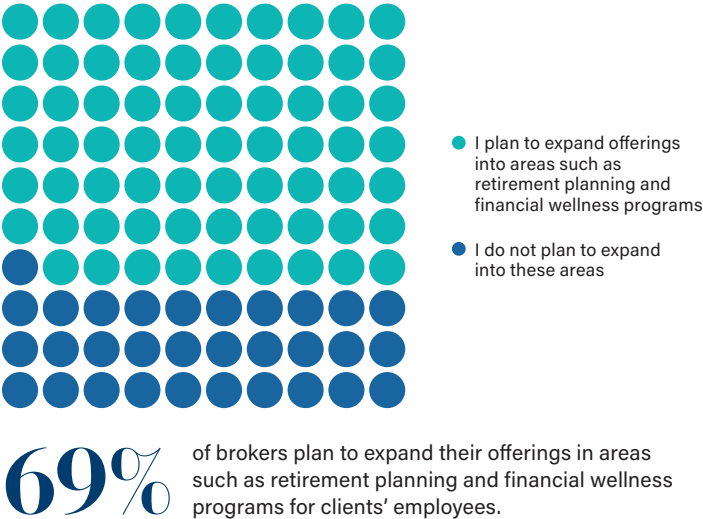 I plan to expand offerings
into areas such as
retirement planning and
financial wellness programs
I do not plan to expand
into these areas
69%
of brokers plan to expand their offerings in areas
such as retirement planning and financial wellness
programs for clients’ employees.